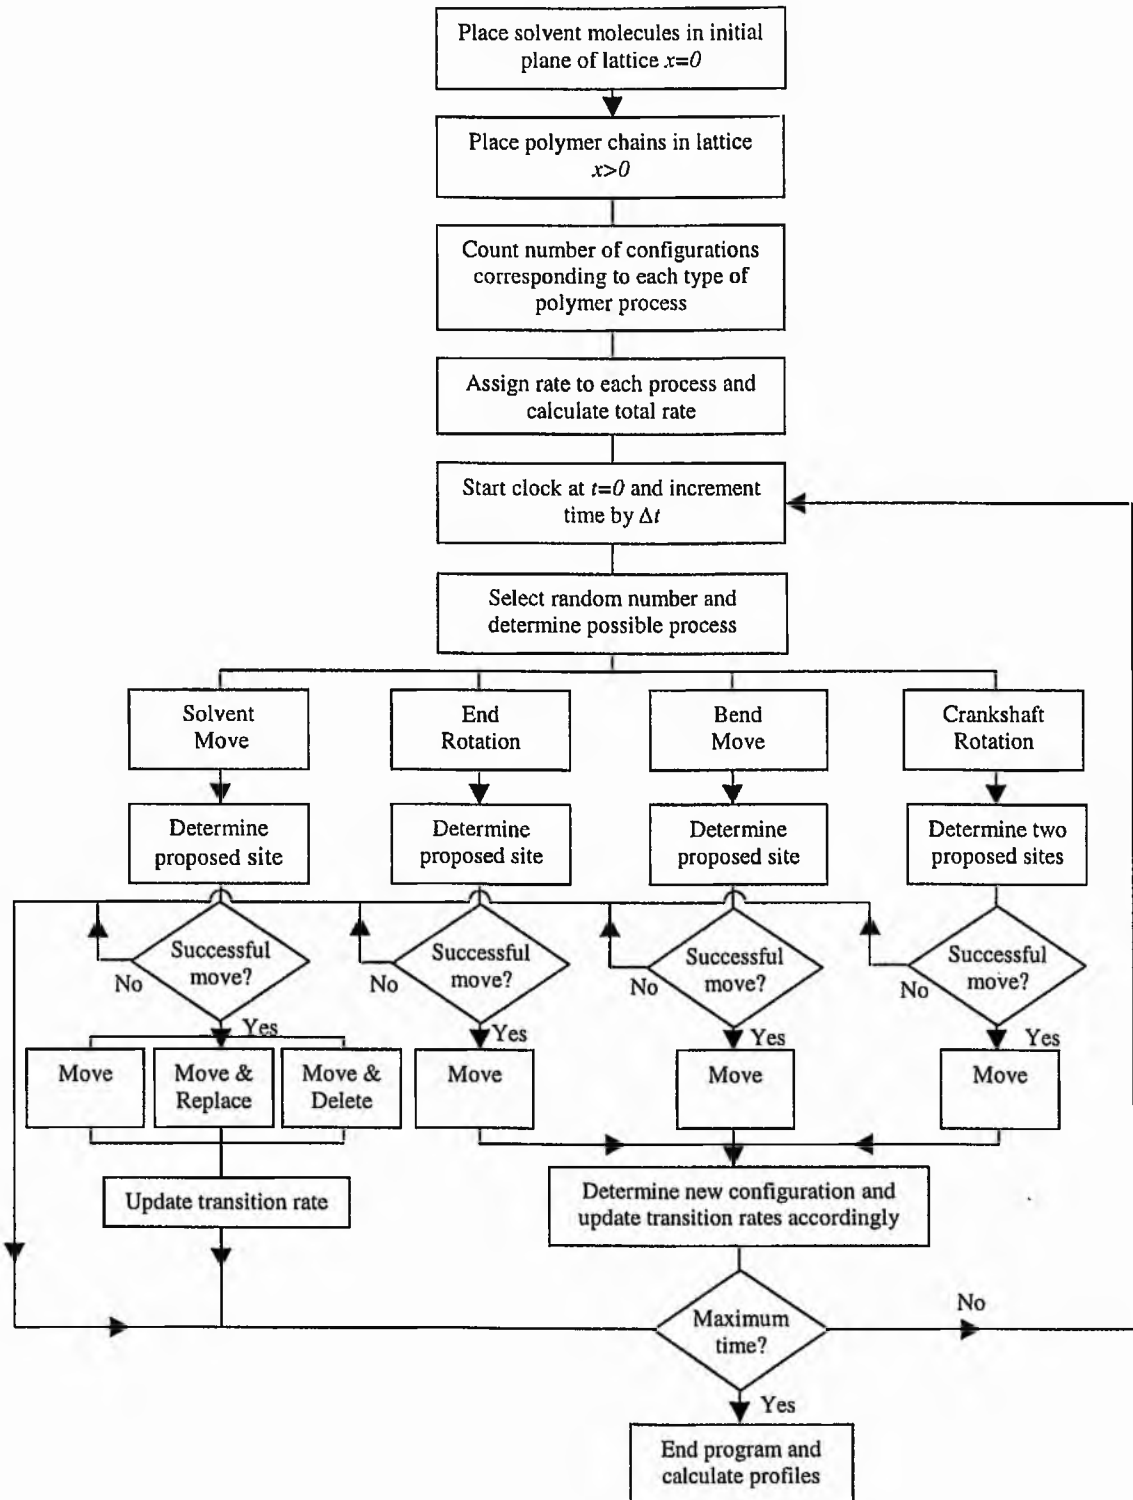 Place solvent molecules in initial
plane of lattice x=0
Place polymer chains in lattice
x>0
Count number of configurations
corresponding to each type of
polymer process
Assign rate to each process and
calculate total rate
Start clock at t=0 and increment
time by Δt
Select random number and
determine possible process
Solvent
Move
End
Rotation
Bend
Move
Crankshaft
Rotation
Determine
proposed site
Determine
proposed site
Determine
proposed site
Determine two
proposed sites
Successful
move?
No
Yes
Successful
move?
No
Yes
Successful
move?
No
Yes
Successful
move?
No
Yes
Move
Move &
Replace
Move &
Delete
Move
Move
Move
Update transition rate
Determine new configuration and
update transition rates accordingly
Maximum
time?
No
Yes
End program and
calculate profiles